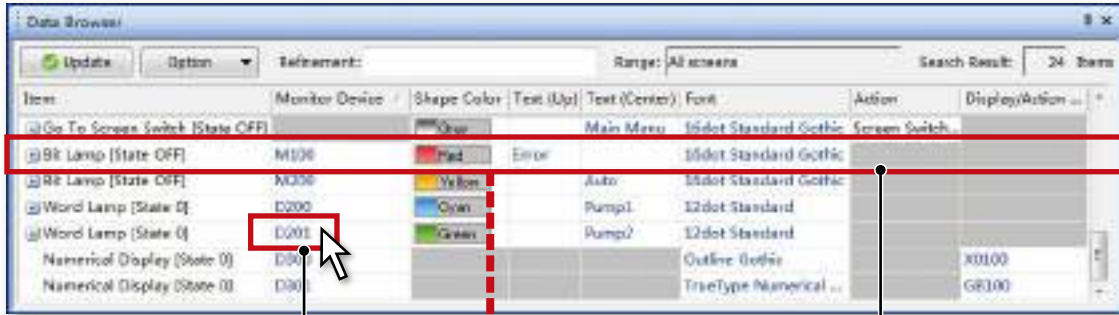 Data Browser
Update Option Refinement: Range: All screens Search Result: 24 Items
Item Monitor Device Shape Color Text (Up) Text (Center) Font Action Display/Action ...
Go To Screen Switch [State OFF] Gray Main Menu 16dot Standard Gothic Screen Switch...
Bit Lamp [State OFF] M100 Red Error 16dot Standard Gothic
Bit Lamp [State OFF] M200 Yellow Auto 16dot Standard Gothic
Word Lamp [State 0] D200 Cyan Pump1 12dot Standard
Word Lamp [State 0] D201 Green Pump2 12dot Standard
Numerical Display [State 0] D300 Outline Gothic X0100
Numerical Display [State 0] D301 TrueType Numerical ... GB100